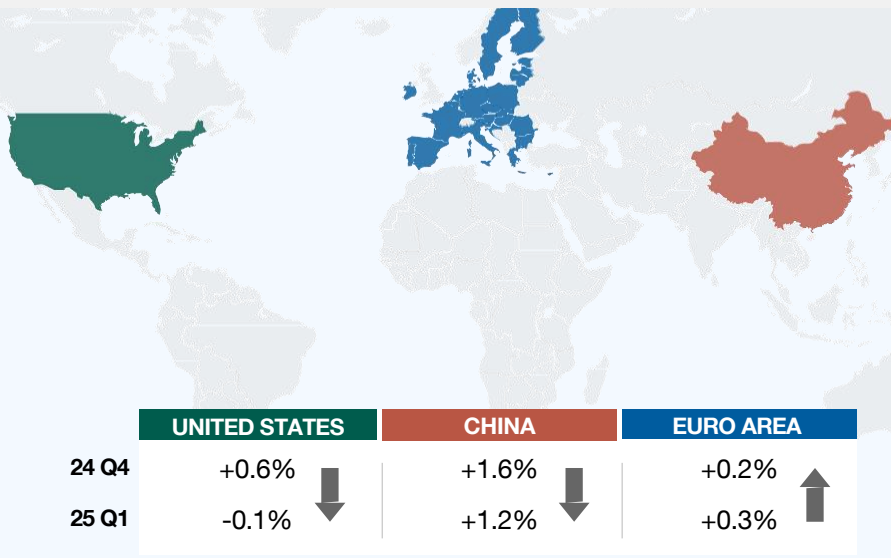 UNITED STATES CHINA EURO AREA
24 Q4 +0.6% +1.6% +0.2%
25 Q1 -0.1% +1.2% +0.3%